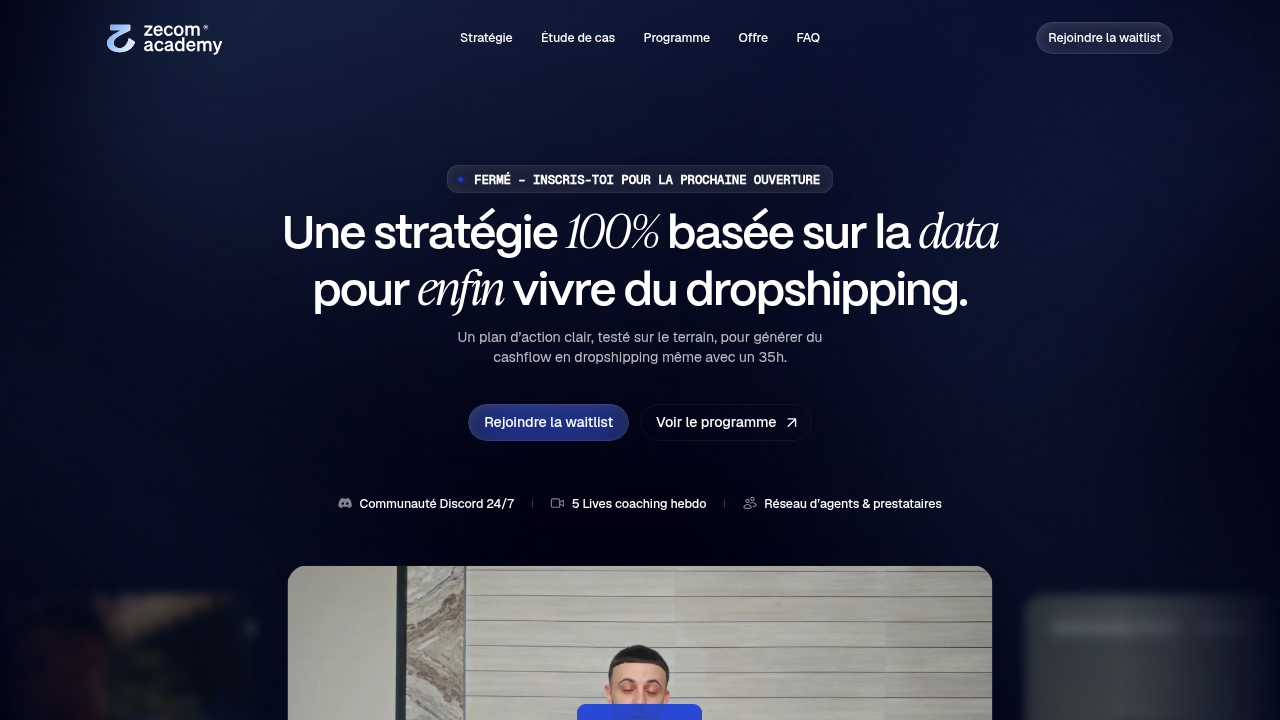 zecom®
academy
Stratégie
Étude de cas
Programme
Offre
FAQ
Rejoindre la waitlist
FERMÉ – INSCRIS-TOI POUR LA PROCHAINE OUVERTURE
Une stratégie 100% basée sur la data
pour enfin vivre du dropshipping.
Un plan d’action clair, testé sur le terrain, pour générer du
cashflow en dropshipping même avec un 35h.
Rejoindre la waitlist
Voir le programme
Communauté Discord 24/7
5 Lives coaching hebdo
Réseau d’agents & prestataires